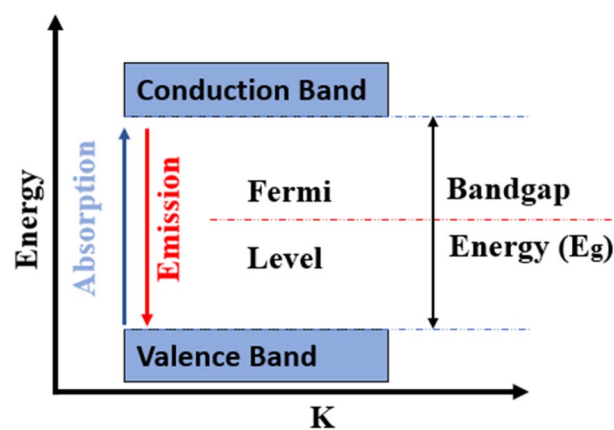 Energy
Absorption
Emission
Conduction Band
Fermi
Level
Bandgap
Energy (Eg)
Valence Band
K